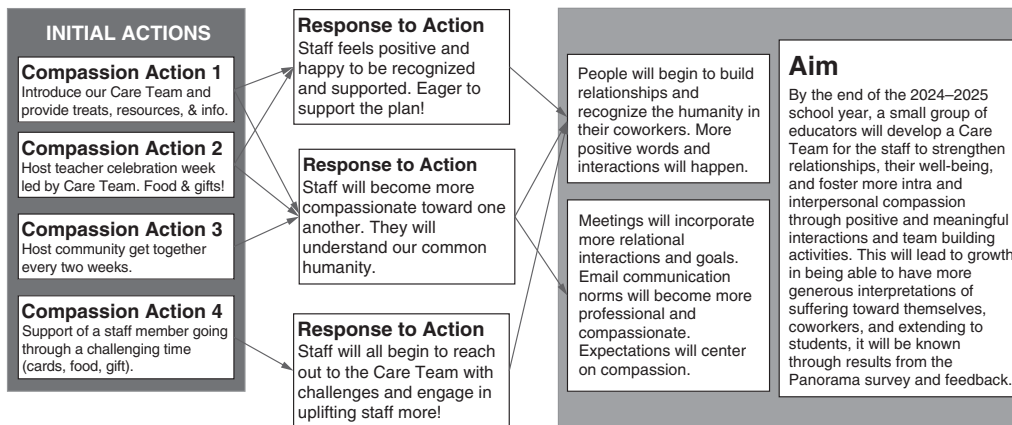 INITIAL ACTIONS
Compassion Action 1
Introduce our Care Team and
provide treats, resources, & info.
Compassion Action 2
Host teacher celebration week
led by Care Team. Food & gifts!
Compassion Action 3
Host community get together
every two weeks.
Compassion Action 4
Support of a staff member going
through a challenging time
(cards, food, gift).
Response to Action
Staff feels positive and
happy to be recognized
and supported. Eager to
support the plan!
Response to Action
Staff will become more
compassionate toward one
another. They will
understand our common
humanity.
Response to Action
Staff will all begin to reach
out to the Care Team with
challenges and engage in
uplifting staff more!
People will begin to build
relationships and
recognize the humanity in
their coworkers. More
positive words and
interactions will happen.
Meetings will incorporate
more relational
interactions and goals.
Email communication
norms will become more
professional and
compassionate.
Expectations will center
on compassion.
Aim
By the end of the 2024–2025
school year, a small group of
educators will develop a Care
Team for the staff to strengthen
relationships, their well-being,
and foster more intra and
interpersonal compassion
through positive and meaningful
interactions and team building
activities. This will lead to growth
in being able to have more
generous interpretations of
suffering toward themselves,
coworkers, and extending to
students, it will be known
through results from the
Panorama survey and feedback.